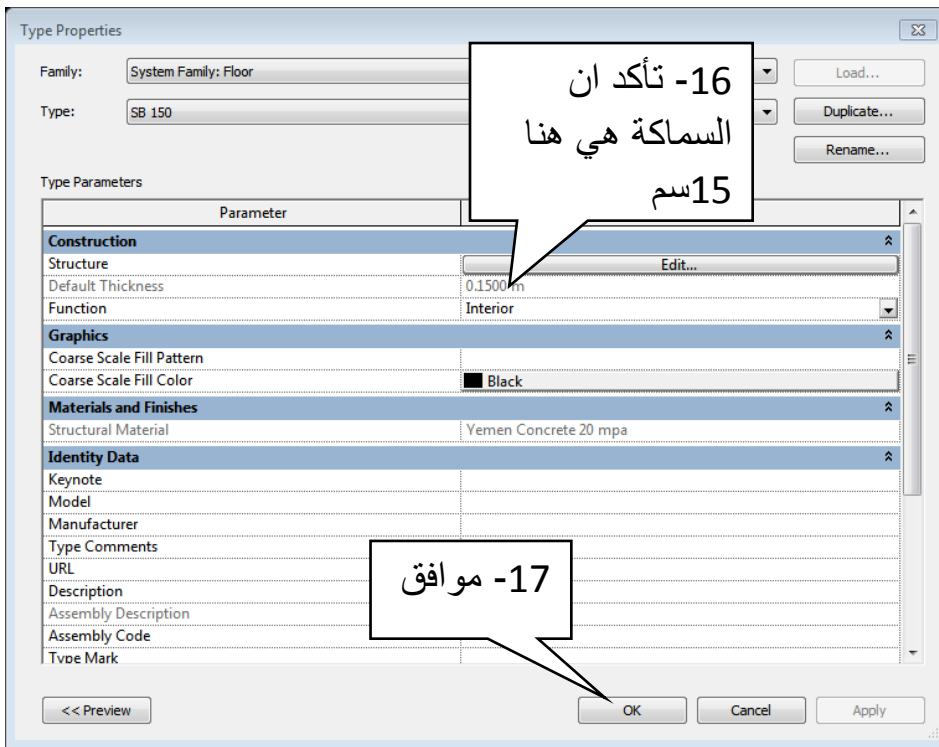 Type Properties
Family: System Family: Floor Load...
Type: SB 150 Duplicate...
Rename...
16- تأكد ان
السماكة هي هنا
15سم
Type Parameters
Parameter
Construction
Structure Edit...
Default Thickness 0.1500 m
Function Interior
Graphics
Coarse Scale Fill Pattern
Coarse Scale Fill Color Black
Materials and Finishes
Structural Material Yemen Concrete 20 mpa
Identity Data
Keynote
Model
Manufacturer
Type Comments
URL
Description
Assembly Description
Assembly Code
Type Mark
17- موافق
<< Preview OK Cancel Apply